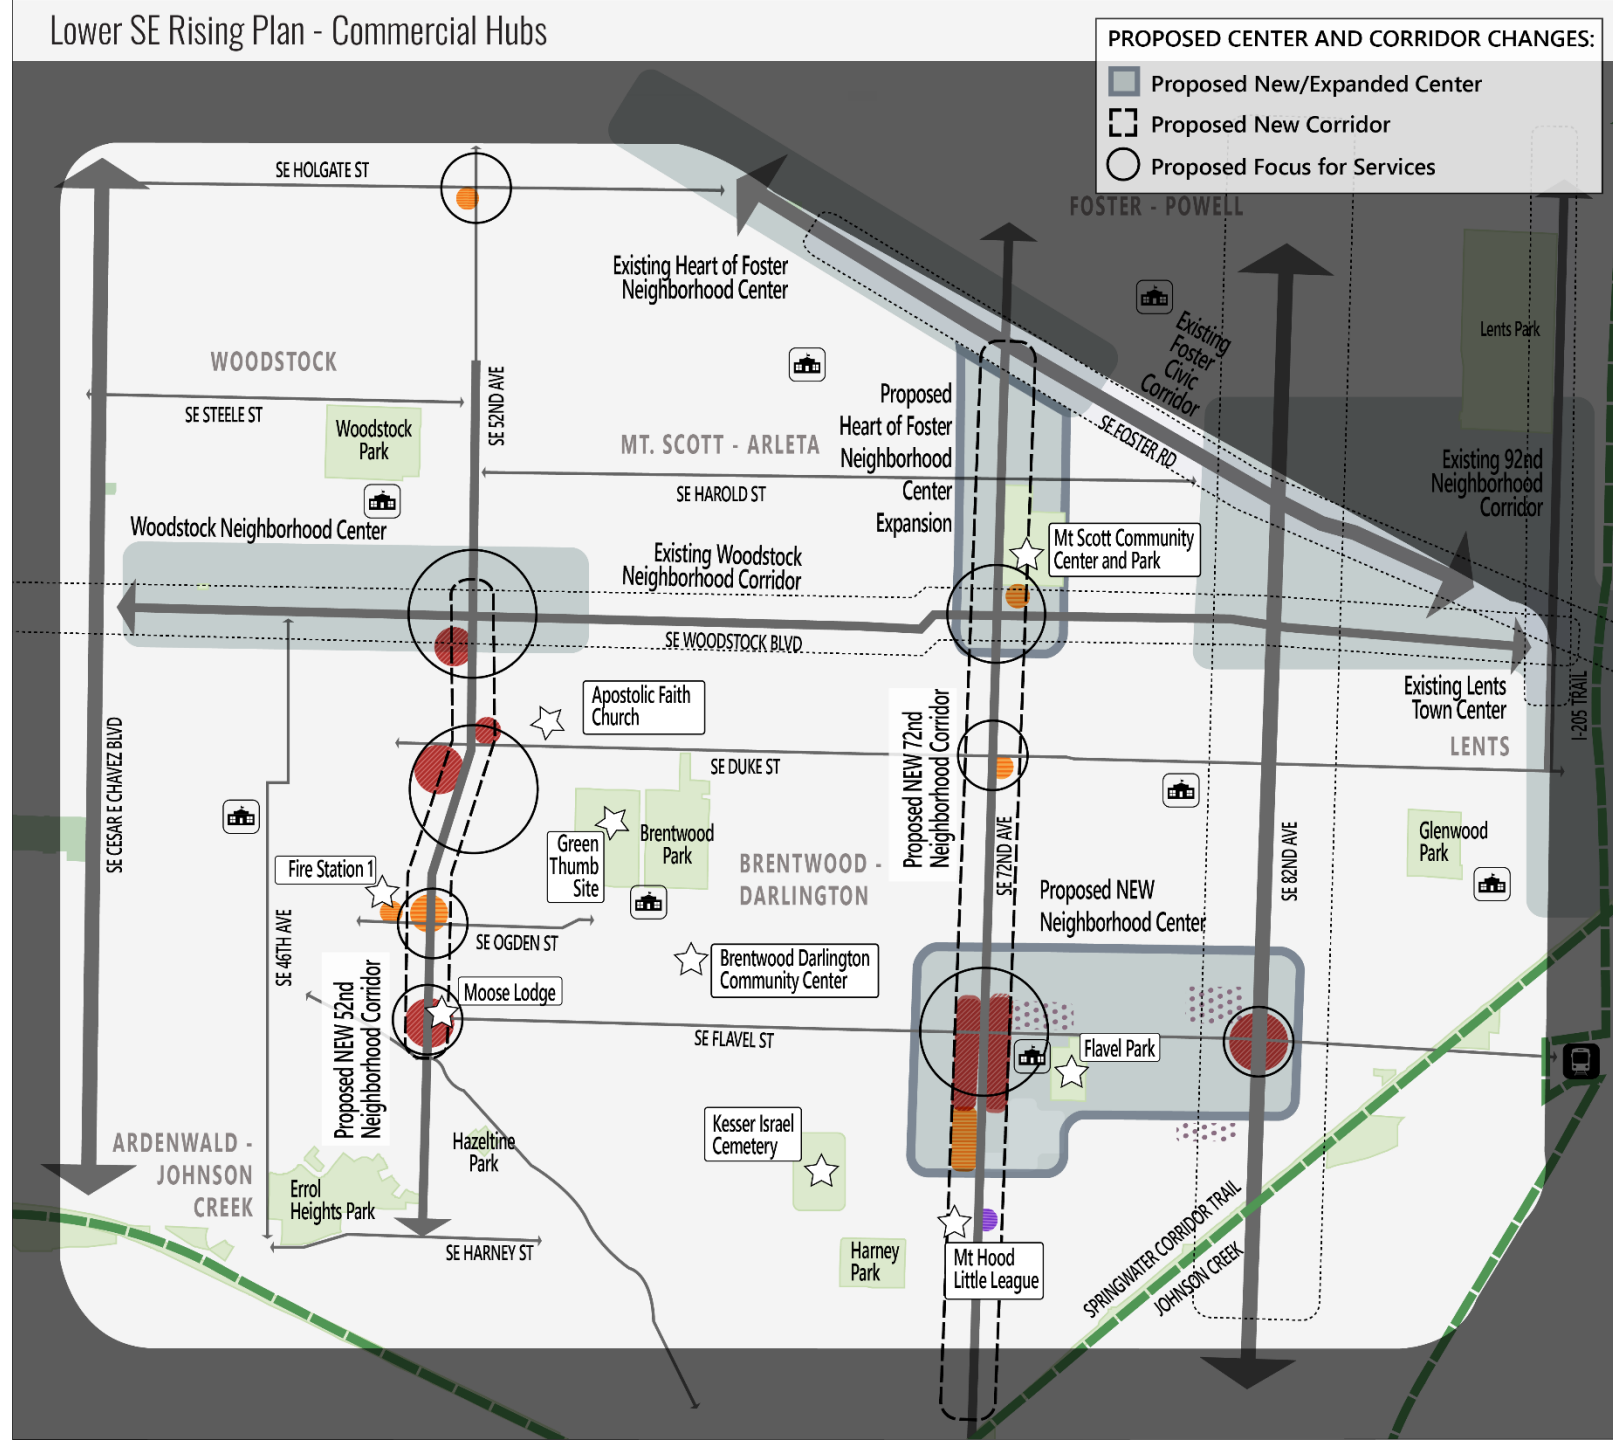 Lower SE Rising Plan - Commercial Hubs
PROPOSED CENTER AND CORRIDOR CHANGES:
Proposed New/Expanded Center
Proposed New Corridor
Proposed Focus for Services
SE HOLGATE ST
FOSTER - POWELL
Existing Heart of Foster
Neighborhood Center
Existing
Foster
Civic
Corridor
Lents Park
WOODSTOCK
SE STEELE ST
SE 52ND AVE
Woodstock
Park
MT. SCOTT - ARLETA
Proposed
Heart of Foster
Neighborhood
Center
Expansion
SE FOSTER RD
SE HAROLD ST
Existing 92nd
Neighborhood
Corridor
Woodstock Neighborhood Center
Existing Woodstock
Neighborhood Corridor
Mt Scott Community
Center and Park
SE WOODSTOCK BLVD
Existing Lents
Town Center
I-205 TRAIL
LENTS
SE CESAR E CHAVEZ BLVD
Apostolic Faith
Church
SE DUKE ST
Proposed NEW 72nd
Neighborhood Corridor
SE 72ND AVE
SE 82ND AVE
Glenwood
Park
Green
Thumb
Site
Brentwood
Park
BRENTWOOD -
DARLINGTON
Fire Station 1
SE 46TH AVE
SE OGDEN ST
Proposed NEW
Neighborhood Center
Brentwood Darlington
Community Center
Proposed NEW 52nd
Neighborhood Corridor
Moose Lodge
SE FLAVEL ST
Flavel Park
Kesser Israel
Cemetery
ARDENWALD -
JOHNSON
CREEK
Hazeltine
Park
Errol
Heights Park
SE HARNEY ST
Harney
Park
Mt Hood
Little League
SPRINGWATER CORRIDOR TRAIL
JOHNSON CREEK